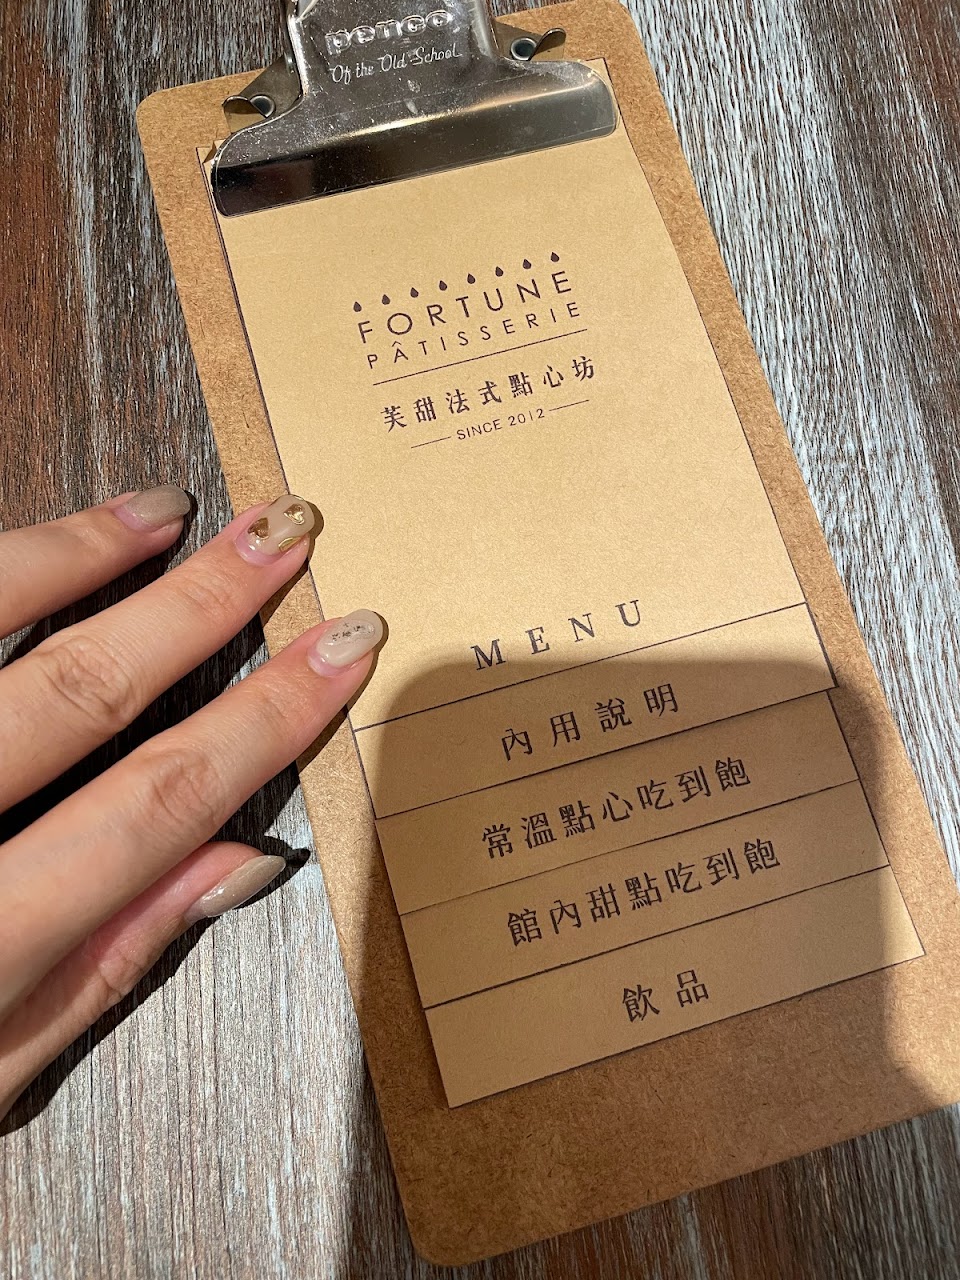 penco
Of the Old School
FORTUNE
PÂTISSERIE
芙甜法式點心坊
SINCE 2012
MENU
內用說明
常溫點心吃到飽
館內甜點吃到飽
飲品